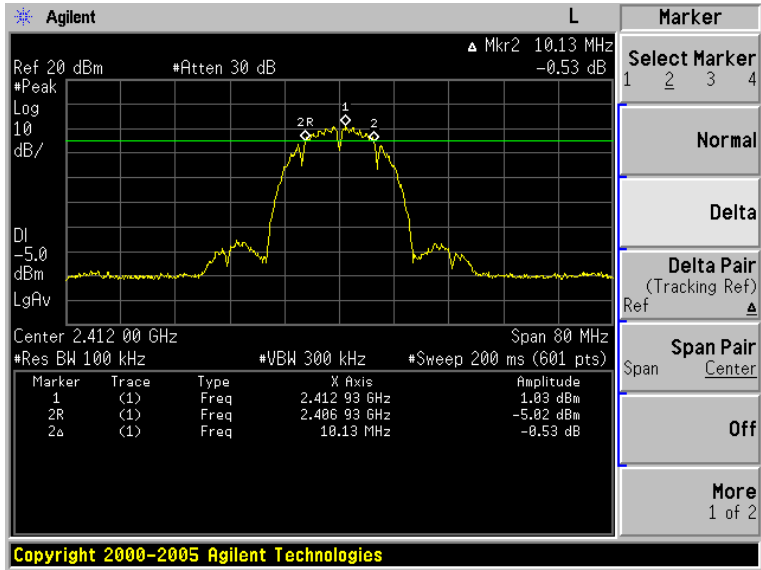 Agilent L
Marker
Δ Mkr2 10.13 MHz
Ref 20 dBm #Atten 30 dB -0.53 dB
#Peak
Log
10
dB/
2R 1 2
DI
-5.0
dBm
LgAv
Center 2.412 00 GHz Span 80 MHz
#Res BW 100 kHz #VBW 300 kHz #Sweep 200 ms (601 pts)
Marker Trace Type X Axis Amplitude
1 (1) Freq 2.412 93 GHz 1.03 dBm
2R (1) Freq 2.406 93 GHz -5.02 dBm
2Δ (1) Freq 10.13 MHz -0.53 dB
Select Marker
1 2 3 4
Normal
Delta
Delta Pair
(Tracking Ref)
Ref Δ
Span Pair
Span Center
Off
More
1 of 2
Copyright 2000-2005 Agilent Technologies